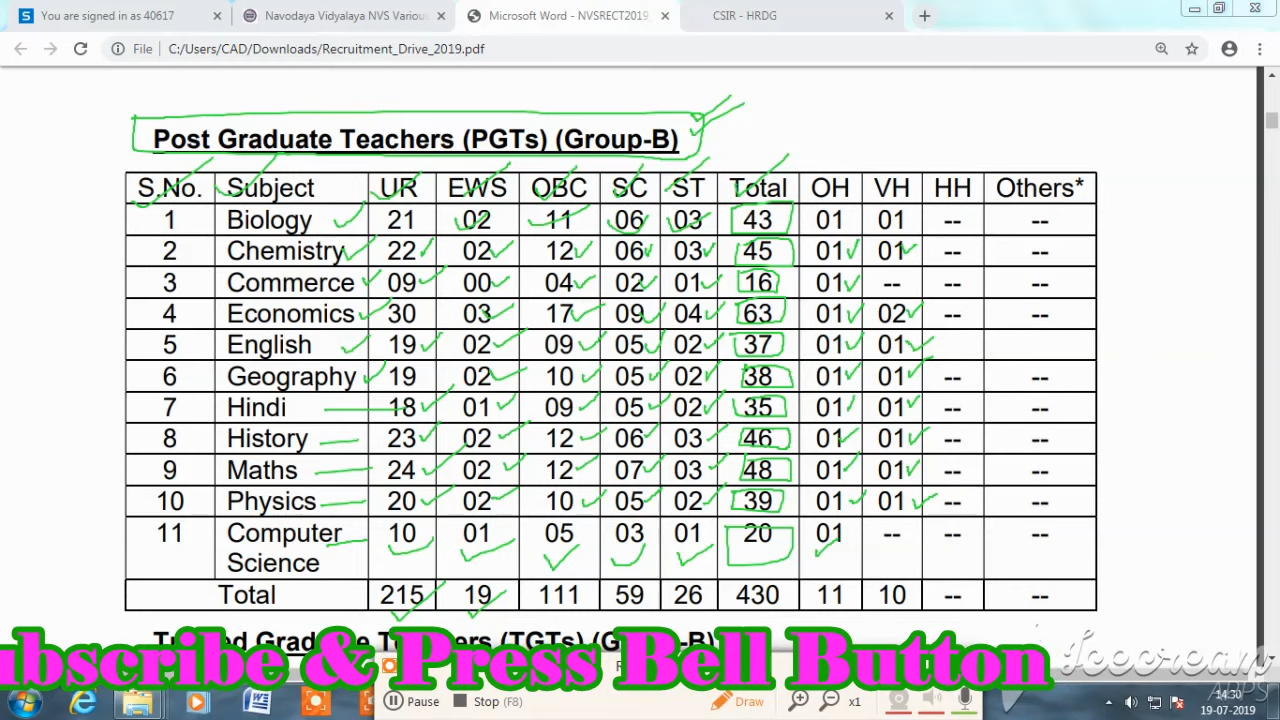 You are signed in as 40617
Navodaya Vidyalaya NVS Various
Microsoft Word - NVSRECT2019_
CSIR - HRDG
File C:/Users/CAD/Downloads/Recruitment_Drive_2019.pdf
Post Graduate Teachers (PGTs) (Group-B)
S.No. Subject UR EWS OBC SC ST Total OH VH HH Others*
1 Biology 21 02 11 06 03 43 01 01 -- --
2 Chemistry 22 02 12 06 03 45 01 01 -- --
3 Commerce 09 00 04 02 01 16 01 -- -- --
4 Economics 30 03 17 09 04 63 01 02 -- --
5 English 19 02 09 05 02 37 01 01 --
6 Geography 19 02 10 05 02 38 01 01 -- --
7 Hindi 18 01 09 05 02 35 01 01 -- --
8 History 23 02 12 06 03 46 01 01 -- --
9 Maths 24 02 12 07 03 48 01 01 -- --
10 Physics 20 02 10 05 02 39 01 01 -- --
11 Computer Science 10 01 05 03 01 20 01 -- -- --
Total 215 19 111 59 26 430 11 10 -- --
Graduate Teachers (TGTs)
ubscribe & Press Bell Button
Pause Stop (F8) Draw x1
14:30
19-07-2019